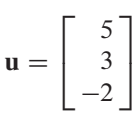 u = [ 5
3
−2 ]